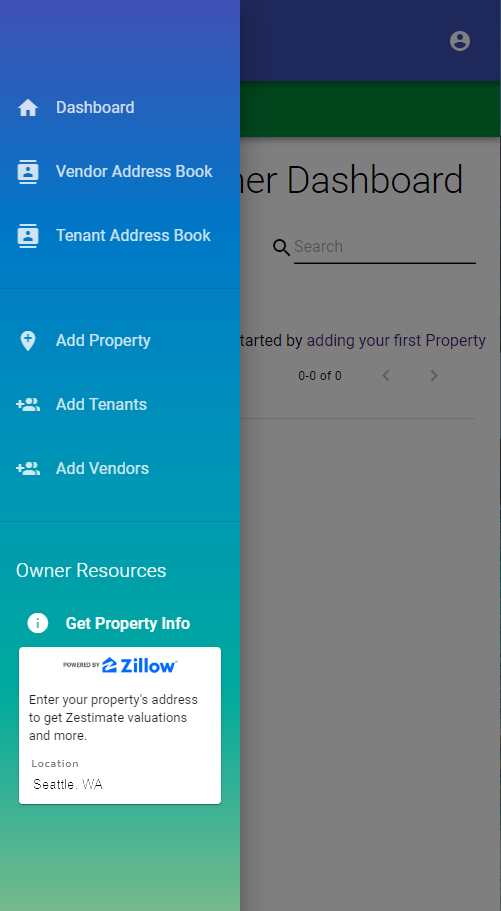 Dashboard
Vendor Address Book
Tenant Address Book
Add Property
Add Tenants
Add Vendors
Owner Resources
Get Property Info
POWERED BY Zillow
Enter your property's address
to get Zestimate valuations
and more.
Location
Seattle, WA
Dashboard
Search
by adding your first Property
0-0 of 0